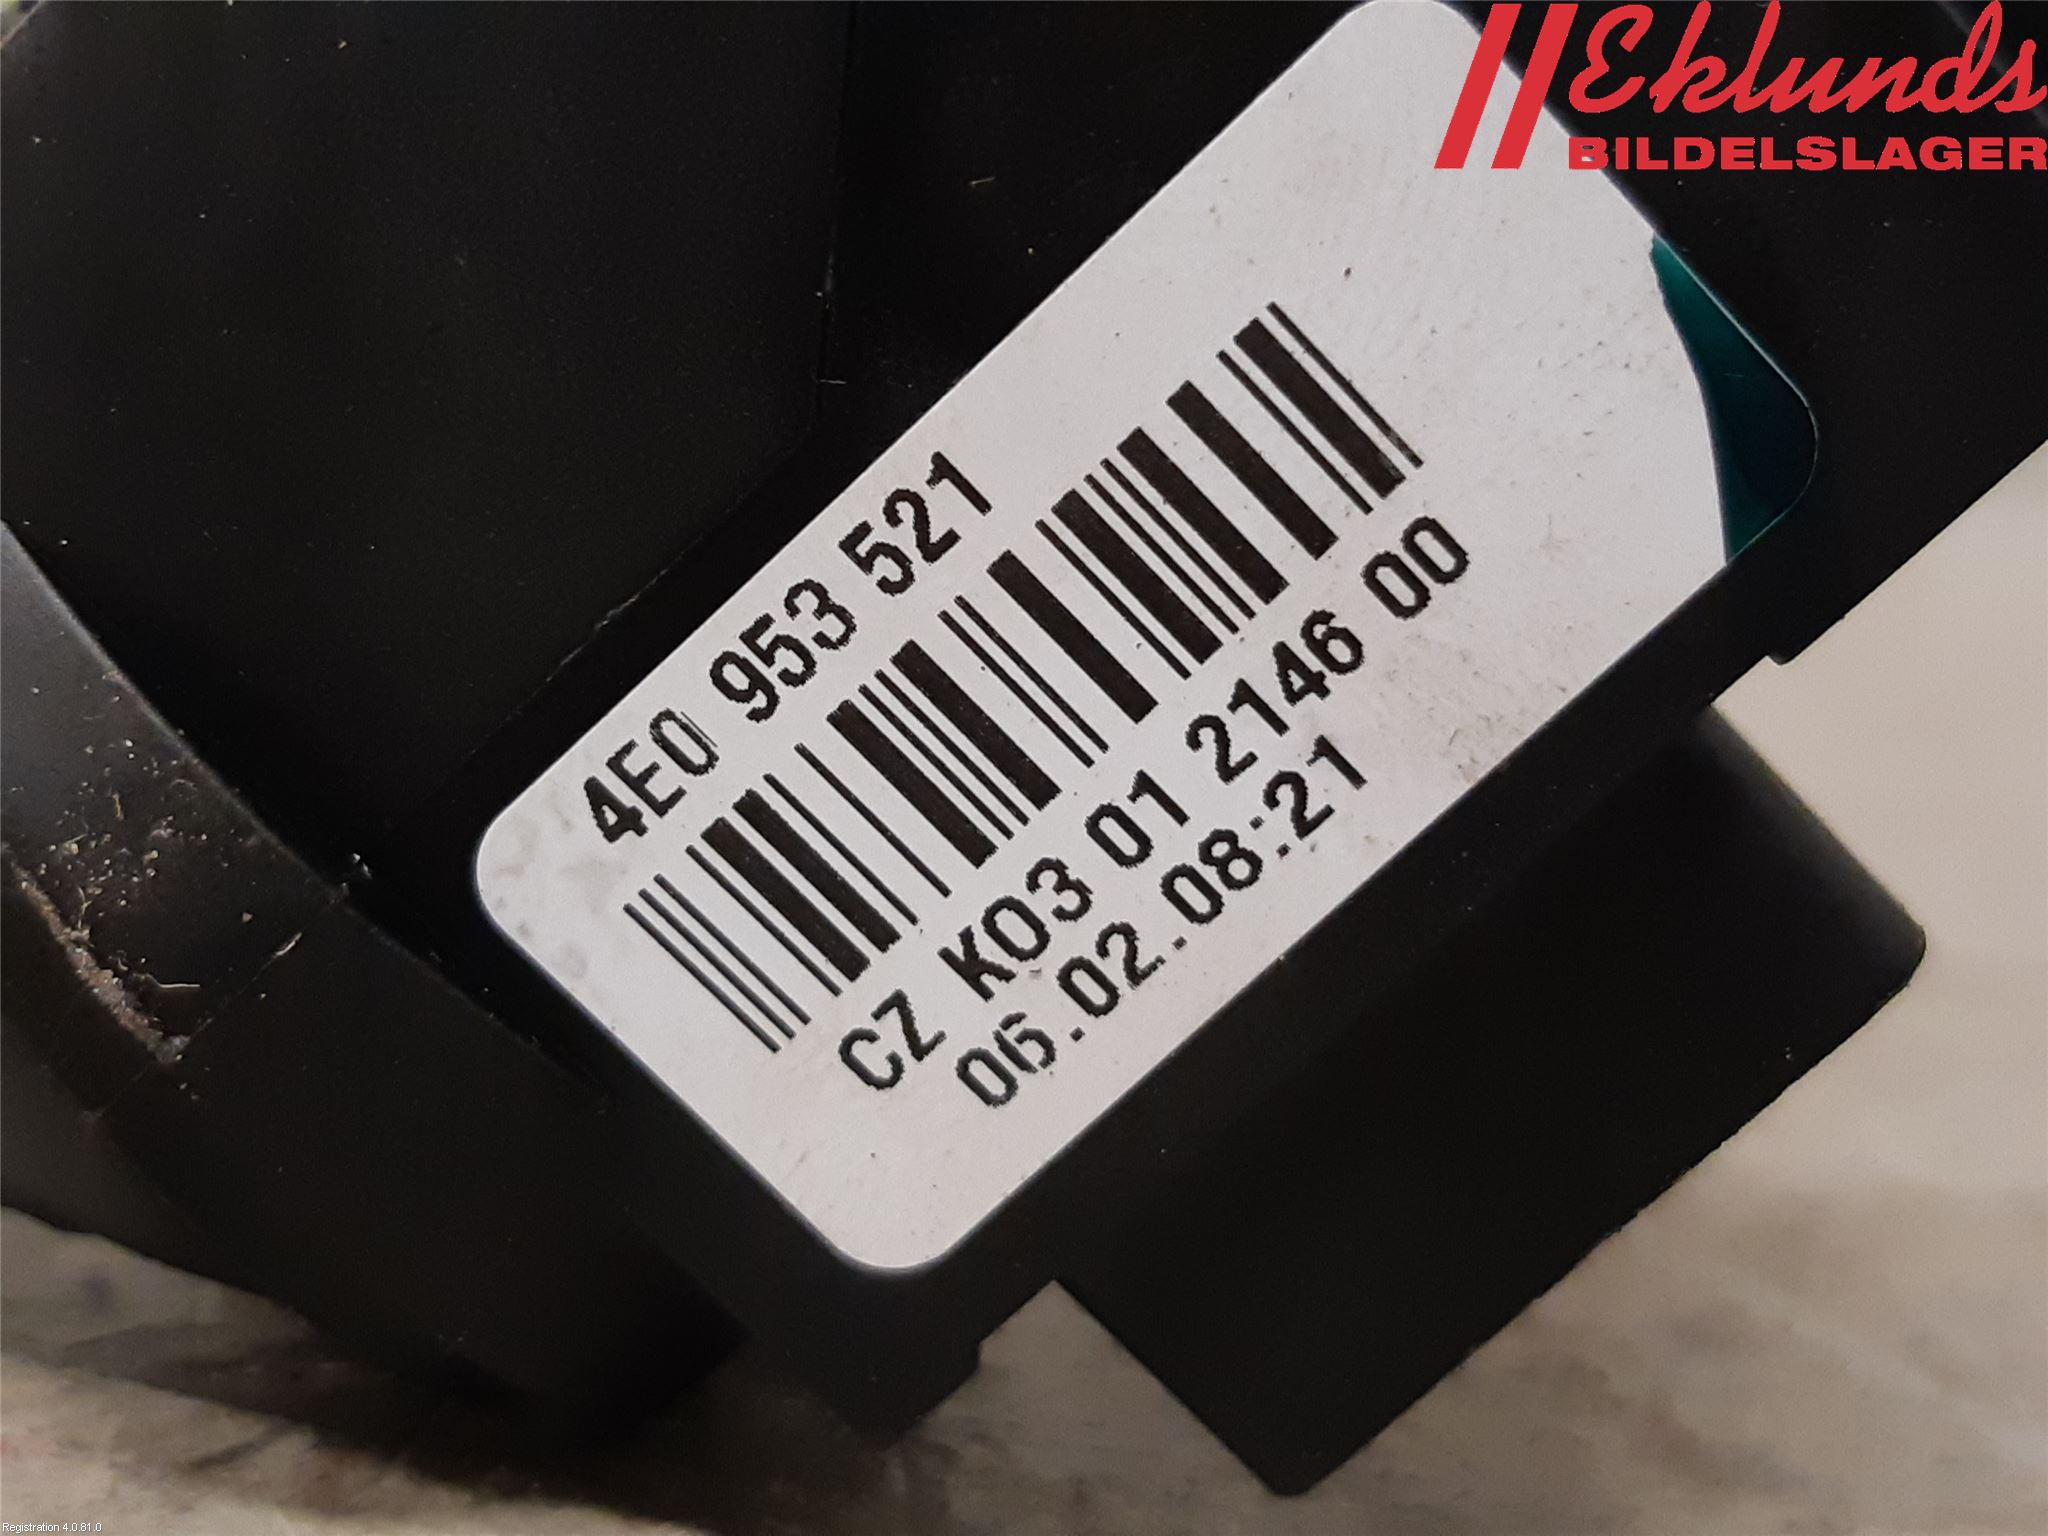 Eklunds
BILDELSLAGER
4E0 953 521
CZ K03 01 2146 00
06.02.08:21
Registration 4.0.81.0